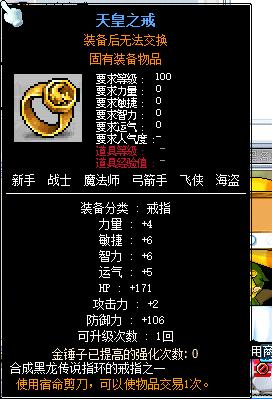 天皇之戒
装备后无法交换
固有装备物品
要求等级 : 100
要求力量 : 0
要求敏捷 : 0
要求智力 : 0
要求运气 : 0
要求人气度 : -
道具等级 : -
道具经验值 : -
新手 战士 魔法师 弓箭手 飞侠 海盗
装备分类 : 戒指
力量 : +4
敏捷 : +6
智力 : +6
运气 : +5
HP : +171
攻击力 : +2
防御力 : +106
可升级次数 : 1回
金锤子已提高的强化次数: 0
合成黑龙传说指环的戒指之一
使用宿命剪刀，可以使物品交易1次。
用商